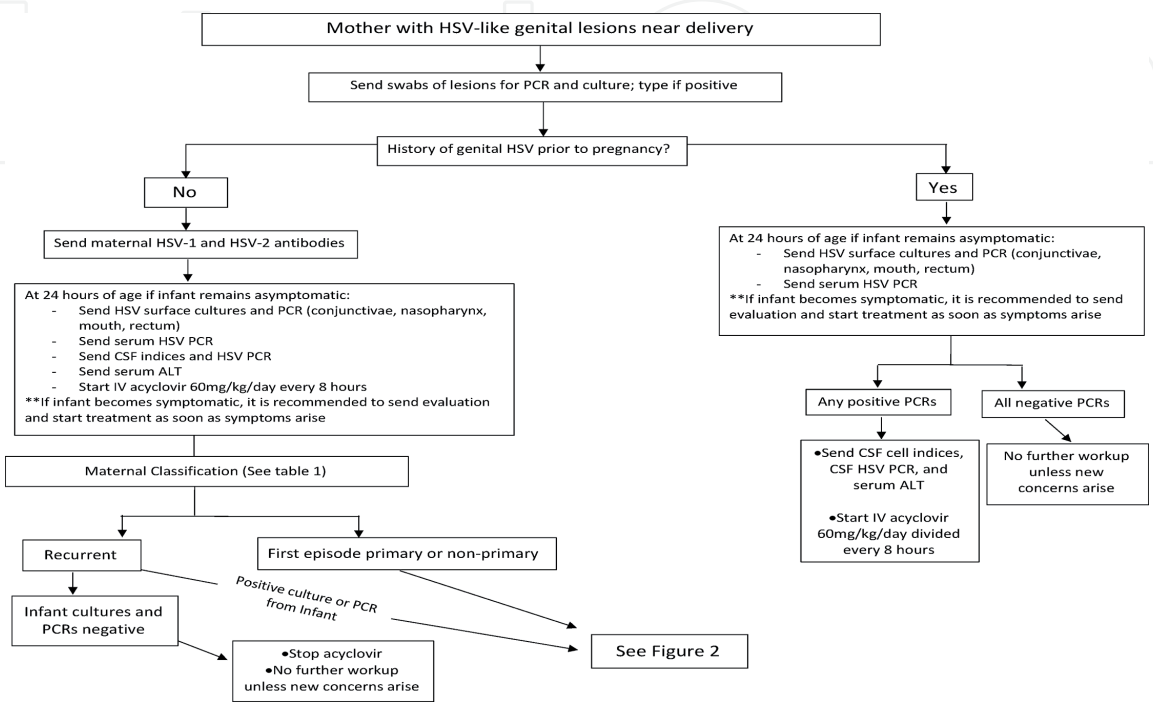 Mother with HSV-like genital lesions near delivery
Send swabs of lesions for PCR and culture; type if positive
History of genital HSV prior to pregnancy?
No
Send maternal HSV-1 and HSV-2 antibodies
At 24 hours of age if infant remains asymptomatic:
- Send HSV surface cultures and PCR (conjunctivae, nasopharynx,
mouth, rectum)
- Send serum HSV PCR
- Send CSF indices and HSV PCR
- Send serum ALT
- Start IV acyclovir 60mg/kg/day every 8 hours
**If infant becomes symptomatic, it is recommended to send evaluation
and start treatment as soon as symptoms arise
Maternal Classification (See table 1)
Recurrent
First episode primary or non-primary
Positive culture or PCR
from Infant
Infant cultures and
PCRs negative
•Stop acyclovir
•No further workup
unless new concerns arise
See Figure 2
Yes
At 24 hours of age if infant remains asymptomatic:
- Send HSV surface cultures and PCR (conjunctivae,
nasopharynx, mouth, rectum)
- Send serum HSV PCR
**If infant becomes symptomatic, it is recommended to send
evaluation and start treatment as soon as symptoms arise
Any positive PCRs
All negative PCRs
•Send CSF cell indices,
CSF HSV PCR, and
serum ALT
•Start IV acyclovir
60mg/kg/day divided
every 8 hours
No further workup
unless new
concerns arise